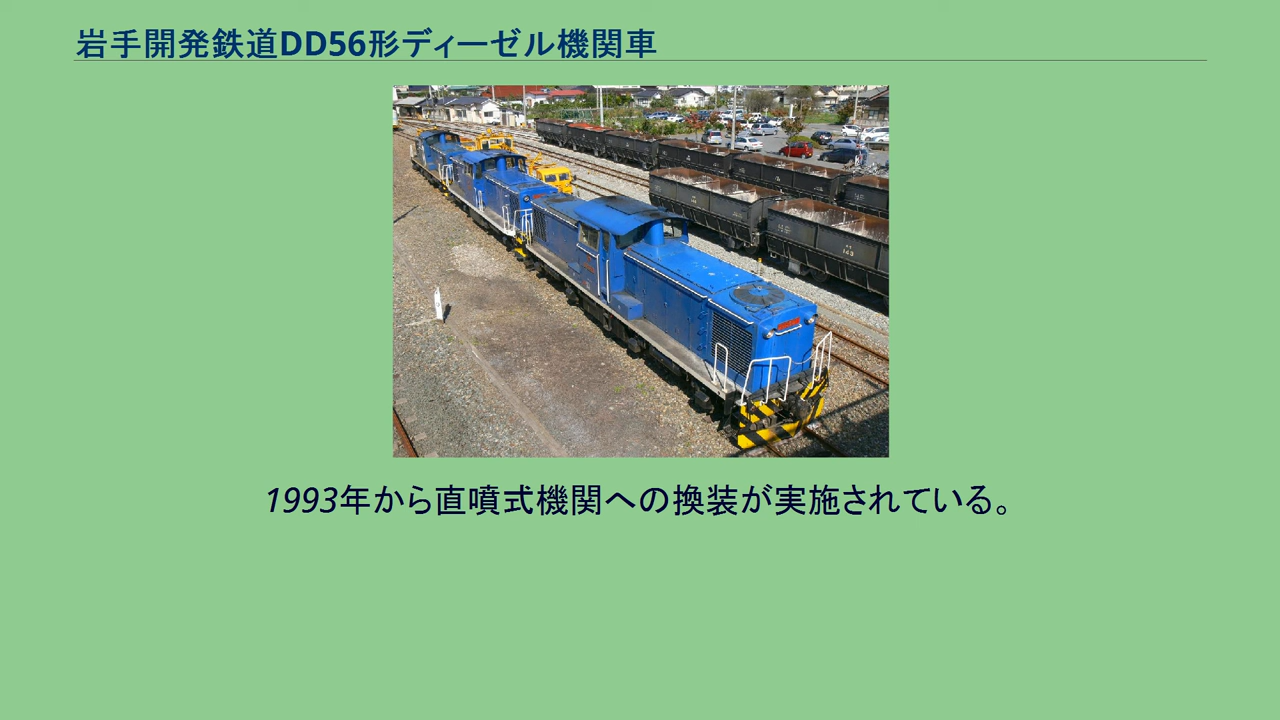 岩手開発鉄道DD56形ディーゼル機関車
1993年から直噴式機関への換装が実施されている。